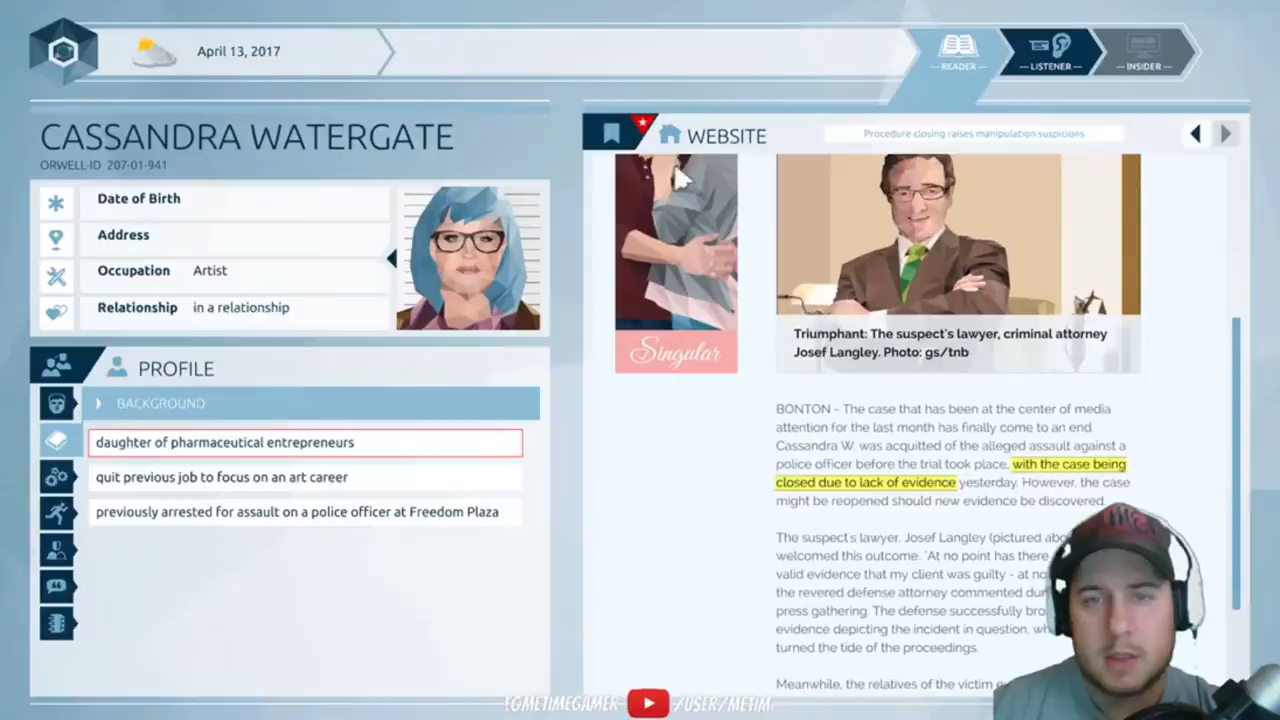 April 13, 2017
READER
LISTENER
INSIDER
CASSANDRA WATERGATE
ORWELL-ID 207-01-941
Date of Birth
Address
Occupation Artist
Relationship in a relationship
PROFILE
BACKGROUND
daughter of pharmaceutical entrepreneurs
quit previous job to focus on an art career
previously arrested for assault on a police officer at Freedom Plaza
WEBSITE
Procedure closing raises manipulation suspicions
Singular
Triumphant: The suspect's lawyer, criminal attorney
Josef Langley. Photo: gs/tnb
BONTON - The case that has been at the center of media
attention for the last month has finally come to an end.
Cassandra W. was acquitted of the alleged assault against a
police officer before the trial took place, with the case being
closed due to lack of evidence yesterday. However, the case
might be reopened should new evidence be discovered.
The suspect's lawyer, Josef Langley (pictured
welcomed this outcome. "At no point has there
valid evidence that my client was guilty - at
the revered defense attorney commented
press gathering. The defense successfully
evidence depicting the incident in question,
turned the tide of the proceedings.
Meanwhile, the relatives of the victim
/USER/METIM